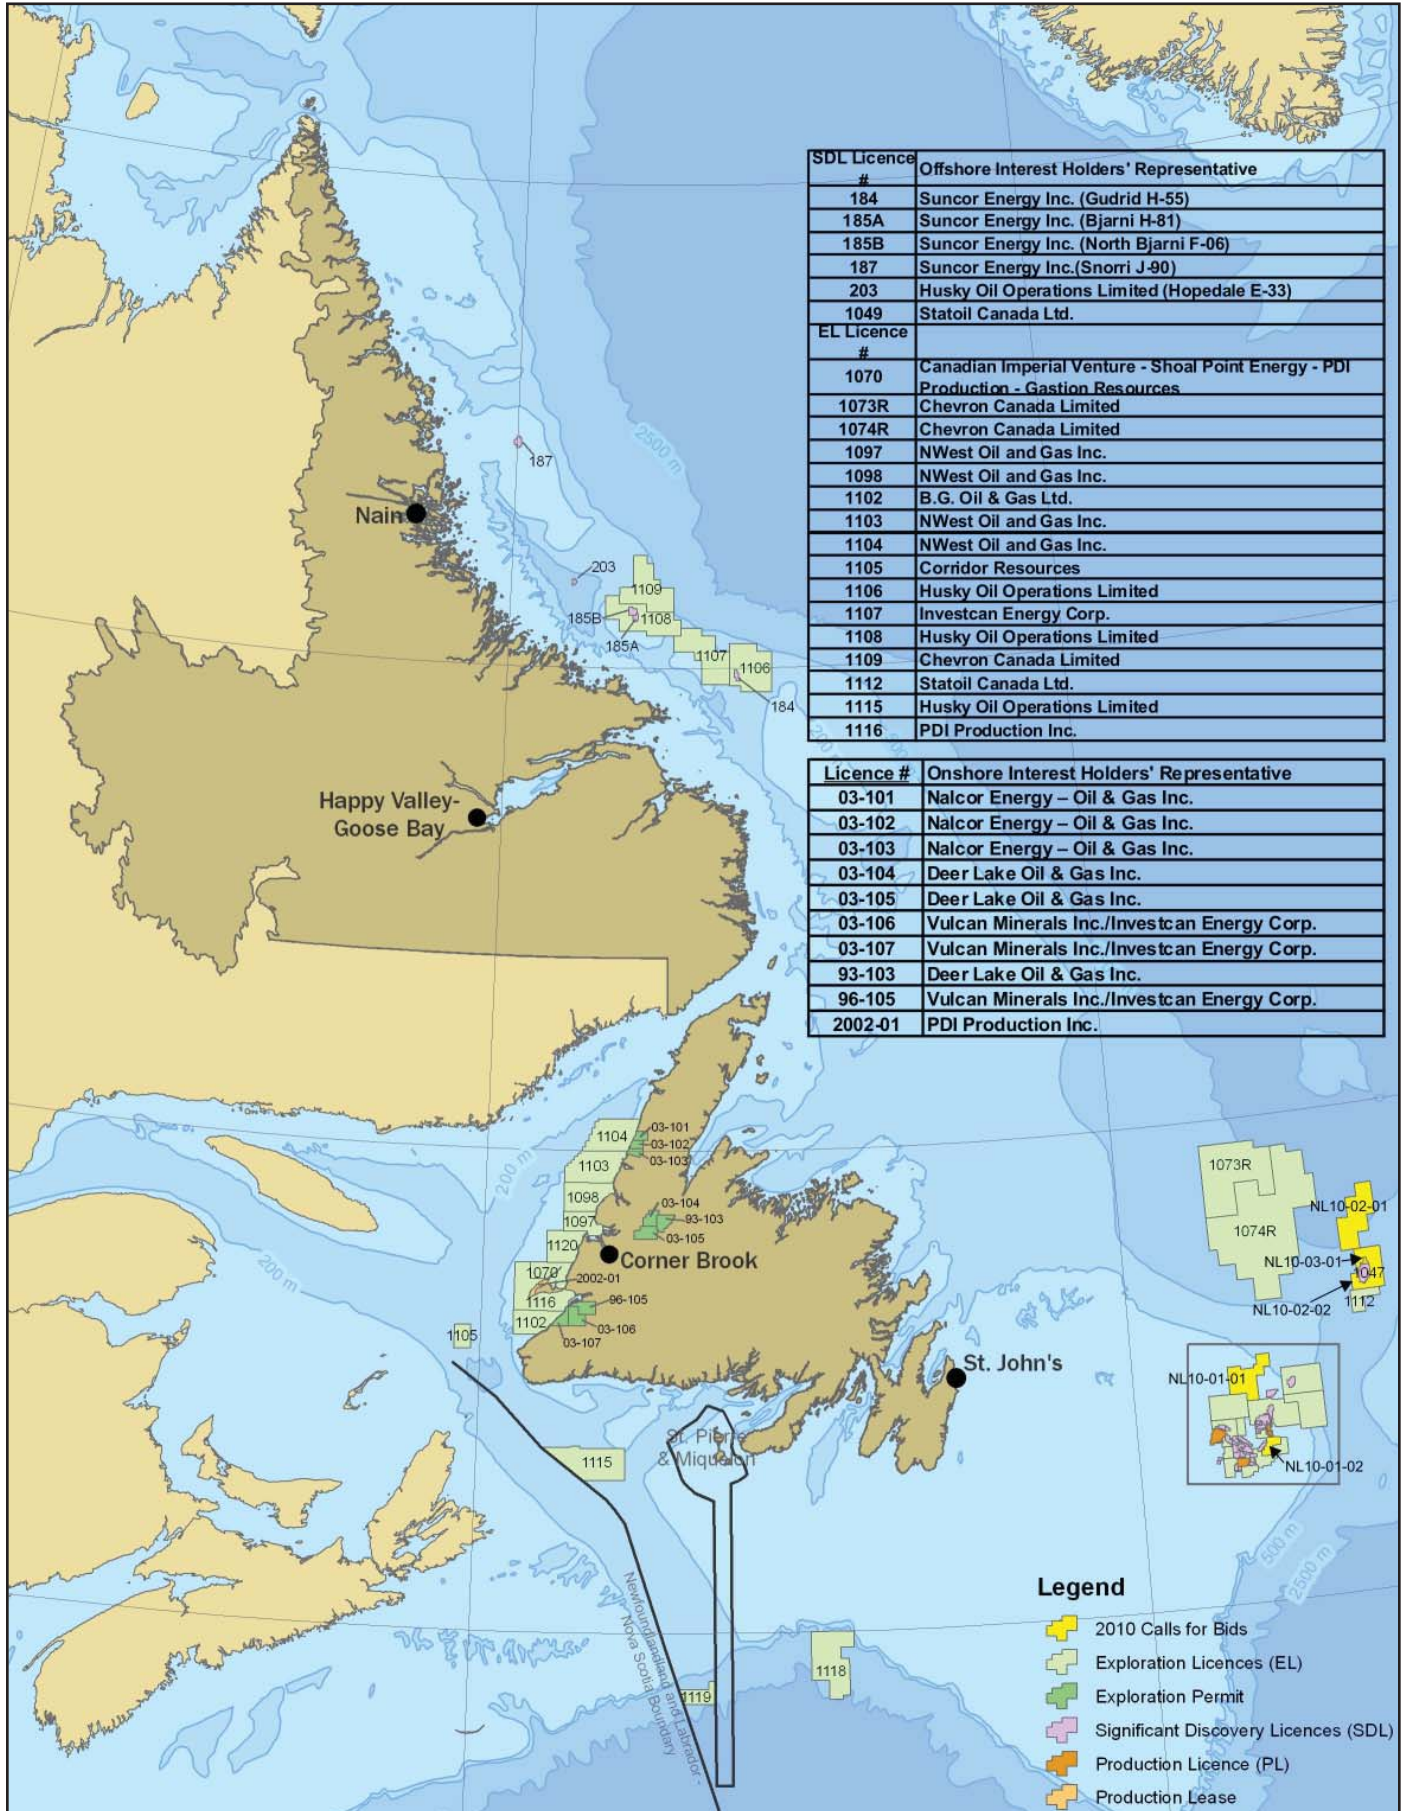 SDL Licence
#
Offshore Interest Holders' Representative
184 Suncor Energy Inc. (Gudrid H-55)
185A Suncor Energy Inc. (Bjarni H-81)
185B Suncor Energy Inc. (North Bjarni F-06)
187 Suncor Energy Inc.(Snorri J-90)
203 Husky Oil Operations Limited (Hopedale E-33)
1049 Statoil Canada Ltd.
EL Licence
#
1070 Canadian Imperial Venture - Shoal Point Energy - PDI
Production - Gastion Resources
1073R Chevron Canada Limited
1074R Chevron Canada Limited
1097 NWest Oil and Gas Inc.
1098 NWest Oil and Gas Inc.
1102 B.G. Oil & Gas Ltd.
1103 NWest Oil and Gas Inc.
1104 NWest Oil and Gas Inc.
1105 Corridor Resources
1106 Husky Oil Operations Limited
1107 Investcan Energy Corp.
1108 Husky Oil Operations Limited
1109 Chevron Canada Limited
1112 Statoil Canada Ltd.
1115 Husky Oil Operations Limited
1116 PDI Production Inc.
Licence # Onshore Interest Holders' Representative
03-101 Nalcor Energy – Oil & Gas Inc.
03-102 Nalcor Energy – Oil & Gas Inc.
03-103 Nalcor Energy – Oil & Gas Inc.
03-104 Deer Lake Oil & Gas Inc.
03-105 Deer Lake Oil & Gas Inc.
03-106 Vulcan Minerals Inc./Investcan Energy Corp.
03-107 Vulcan Minerals Inc./Investcan Energy Corp.
93-103 Deer Lake Oil & Gas Inc.
96-105 Vulcan Minerals Inc./Investcan Energy Corp.
2002-01 PDI Production Inc.
2500 m
187
Nain
203
1109
185B
1108
185A
1107
1106
184
200 m
Happy Valley-
Goose Bay
200 m
1104
03-101
03-102
03-103
1103
1098
03-104
1097
93-103
03-105
1120
Corner Brook
1070
2002-01
1116
96-105
1102
03-106
03-107
1105
200 m
1073R
1074R
NL10-02-01
NL10-03-01
1047
NL10-02-02
1112
St. John's
NL10-01-01
NL10-01-02
St. Pierre
& Miquelon
1115
500 m
2500 m
Newfoundland and Labrador -
Nova Scotia Boundary
1118
1119
Legend
2010 Calls for Bids
Exploration Licences (EL)
Exploration Permit
Significant Discovery Licences (SDL)
Production Licence (PL)
Production Lease